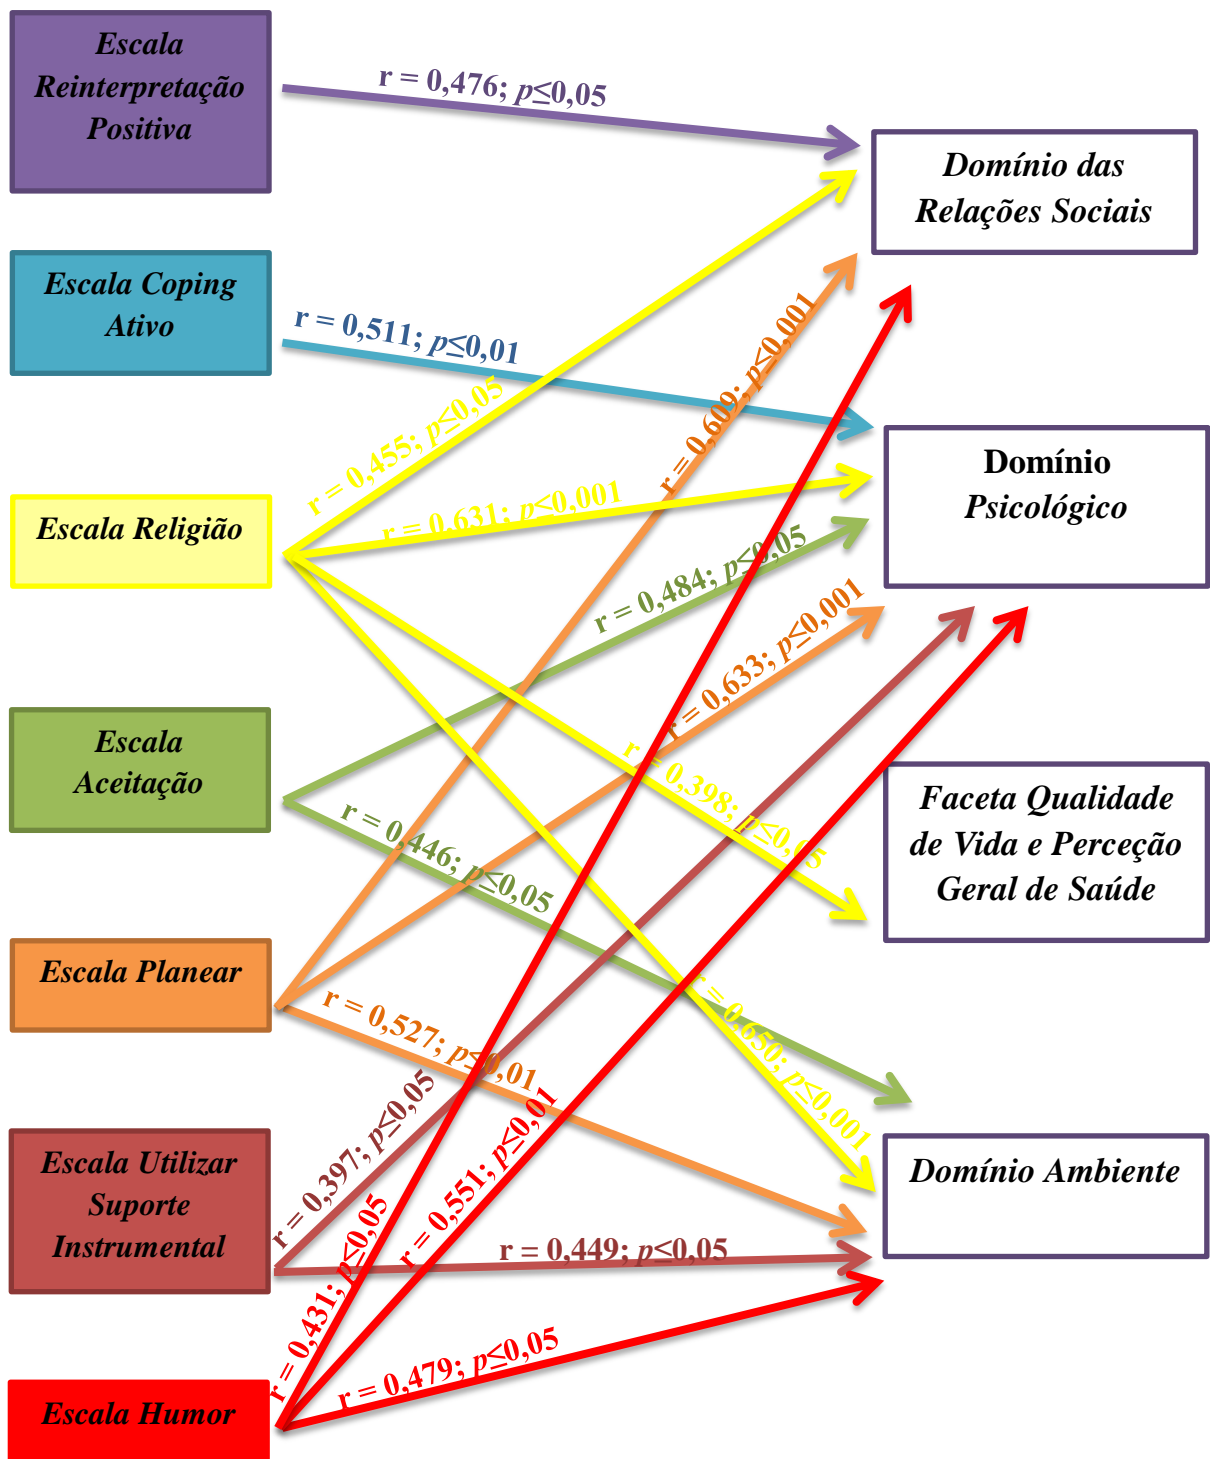 Escala
Reinterpretação
Positiva
r = 0,476; p≤0,05
Domínio das
Relações Sociais
Escala Coping
Ativo
r = 0,511; p≤0,01
r = 0,609; p≤0,001
r = 0,455; p≤0,05
Domínio
Psicológico
Escala Religião
r = 0,631; p≤0,001
r = 0,484; p≤0,05
r = 0,633; p≤0,001
Escala
Aceitação
r = 0,398; p≤0,05
Faceta Qualidade
de Vida e Perceção
Geral de Saúde
r = 0,446; p≤0,05
Escala Planear
r = 0,527; p≤0,01
r = 0,650; p≤0,001
Escala Utilizar
Suporte
Instrumental
r = 0,397; p≤0,05
r = 0,551; p≤0,01
Domínio Ambiente
r = 0,449; p≤0,05
r = 0,431; p≤0,05
r = 0,479; p≤0,05
Escala Humor